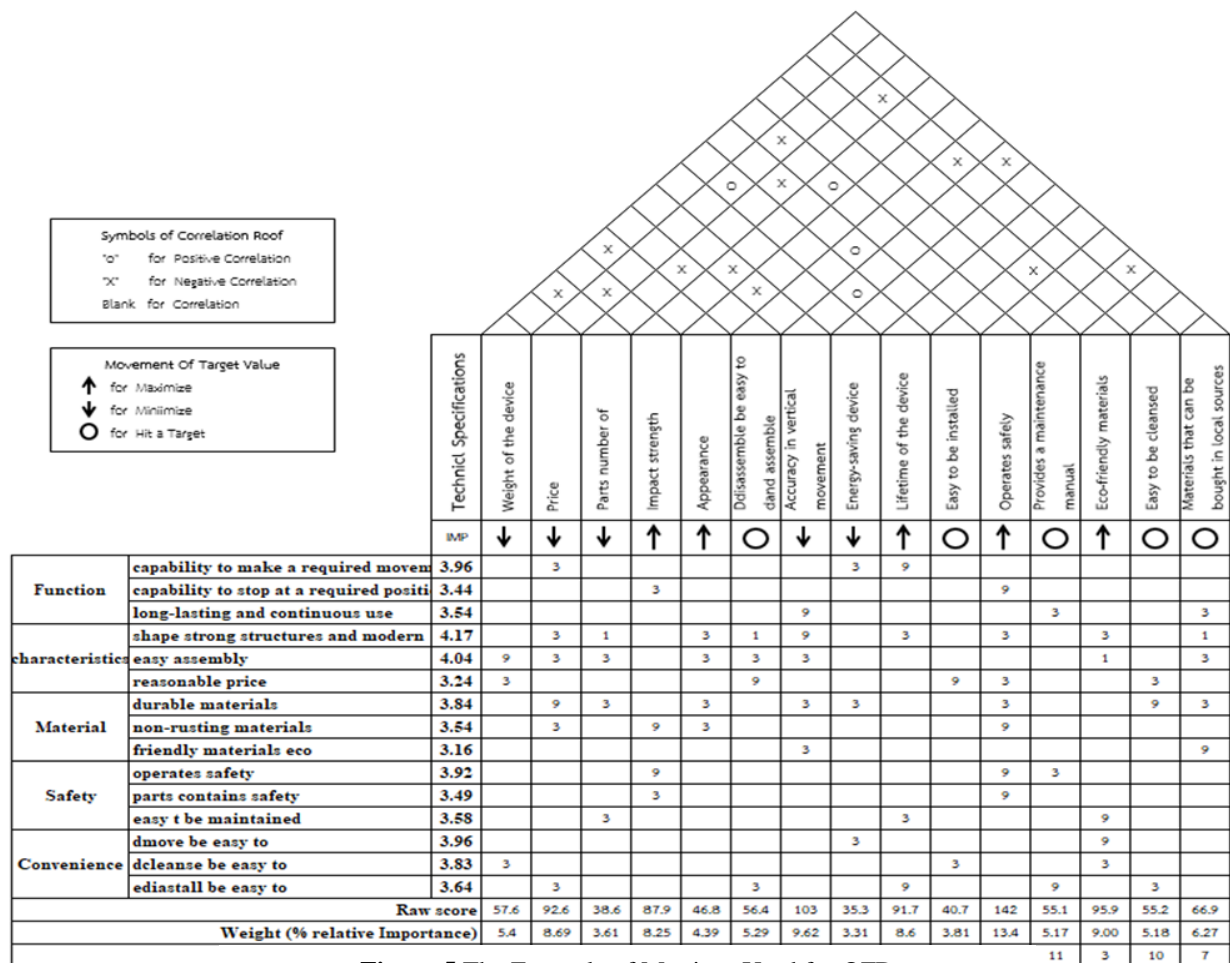 Symbols of Correlation Roof
"o" for Positive Correlation
"X" for Negative Correlation
Blank for Correlation
Movement Of Target Value
↑ for Maximize
↓ for Miniimize
O for Hit a Target
X
X
X X
O X O
X O
X X X X
X X X O
Technicl Specifications
Weight of the device
Price
Parts number of
Impact strength
Appearance
Ddisassemble be easy to
dand assemble
Accuracy in vertical
movement
Energy-saving device
Lifetime of the device
Easy to be installed
Operates safely
Provides a maintenance
manual
Eco-friendly materials
Easy to be cleansed
Materials that can be
bought in local sources
IMP ↓ ↓ ↓ ↑ ↑ O ↓ ↓ ↑ O ↑ O ↑ O O
Function
capability to make a required movem 3.96 3 3 9
capability to stop at a required positi 3.44 3 9
long-lasting and continuous use 3.54 9 3 3
characteristics
shape strong structures and modern 4.17 3 1 3 1 9 3 3 3 1
easy assembly 4.04 9 3 3 3 3 3 1 3
reasonable price 3.24 3 9 9 3 3
Material
durable materials 3.84 9 3 3 3 3 3 9 3
non-rusting materials 3.54 3 9 3 9
friendly materials eco 3.16 3 9
Safety
operates safety 3.92 9 9 3
parts contains safety 3.49 3 9
easy t be maintained 3.58 3 3 9
Convenience
dmove be easy to 3.96 3 9
dcleanse be easy to 3.83 3 3 3
ediastall be easy to 3.64 3 3 9 9 3
Raw score 57.6 92.6 38.6 87.9 46.8 56.4 103 35.3 91.7 40.7 142 55.1 95.9 55.2 66.9
Weight (% relative Importance) 5.4 8.69 3.61 8.25 4.39 5.29 9.62 3.31 8.6 3.81 13.4 5.17 9.00 5.18 6.27
11 3 10 7